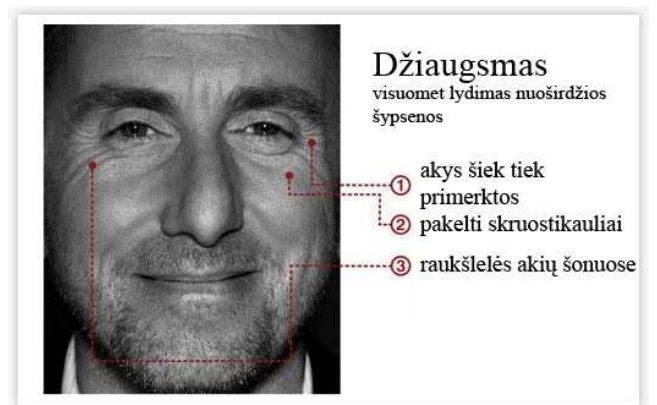 Džiaugsmas
visuomet lydimas nuoširdžios
šypsenos
1 akys šiek tiek
primerktos
2 pakelti skruostikauliai
3 raukšlelės akių šonuose